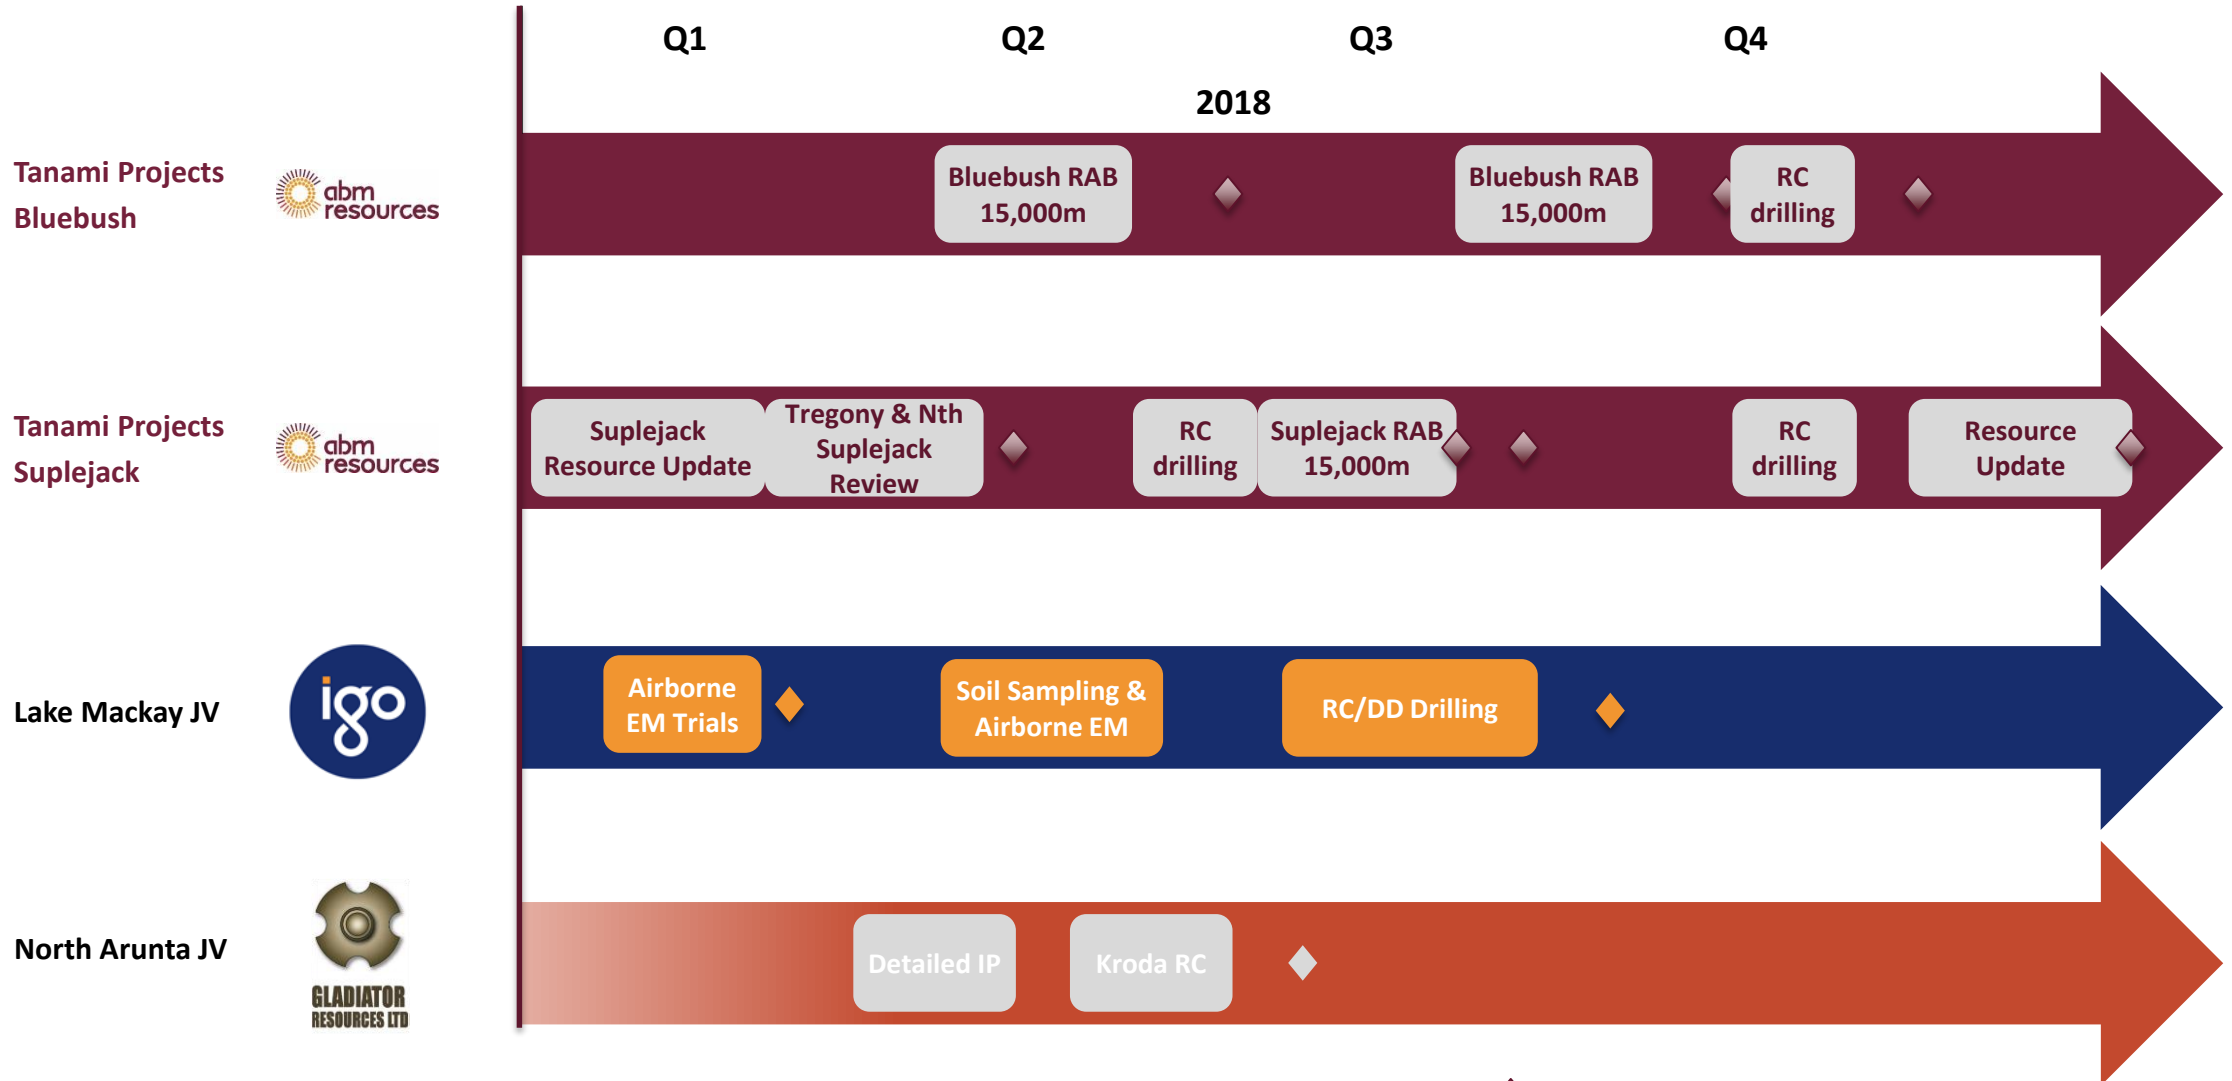 Q1
Q2
Q3
Q4
2018
Tanami Projects
Bluebush
abm
resources
Bluebush RAB
15,000m
Bluebush RAB
15,000m
RC
drilling
Tanami Projects
Suplejack
abm
resources
Suplejack
Resource Update
Tregony & Nth
Suplejack
Review
RC
drilling
Suplejack RAB
15,000m
RC
drilling
Resource
Update
Lake Mackay JV
igo
Airborne
EM Trials
Soil Sampling &
Airborne EM
RC/DD Drilling
North Arunta JV
GLADIATOR
RESOURCES LTD
Detailed IP
Kroda RC